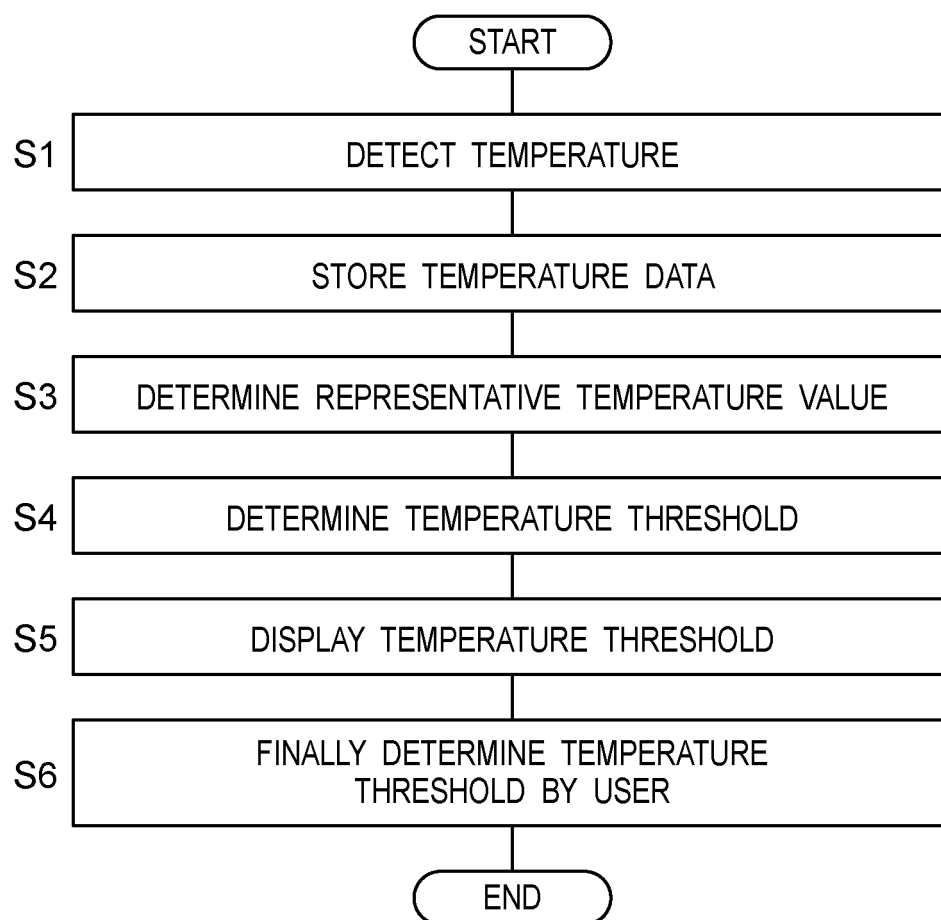 START
S1 DETECT TEMPERATURE
S2 STORE TEMPERATURE DATA
S3 DETERMINE REPRESENTATIVE TEMPERATURE VALUE
S4 DETERMINE TEMPERATURE THRESHOLD
S5 DISPLAY TEMPERATURE THRESHOLD
S6 FINALLY DETERMINE TEMPERATURE
THRESHOLD BY USER
END